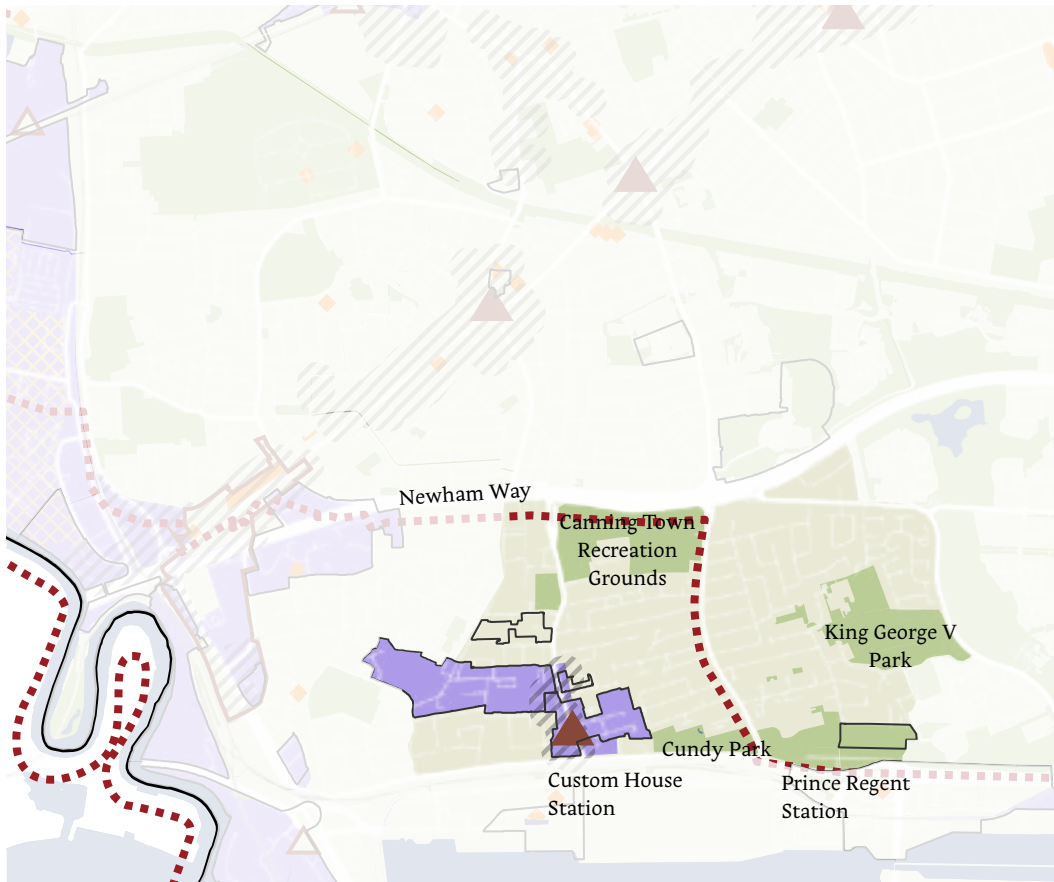 Newham Way
Canning Town
Recreation
Grounds
King George V
Park
Cundy Park
Custom House
Station
Prince Regent
Station